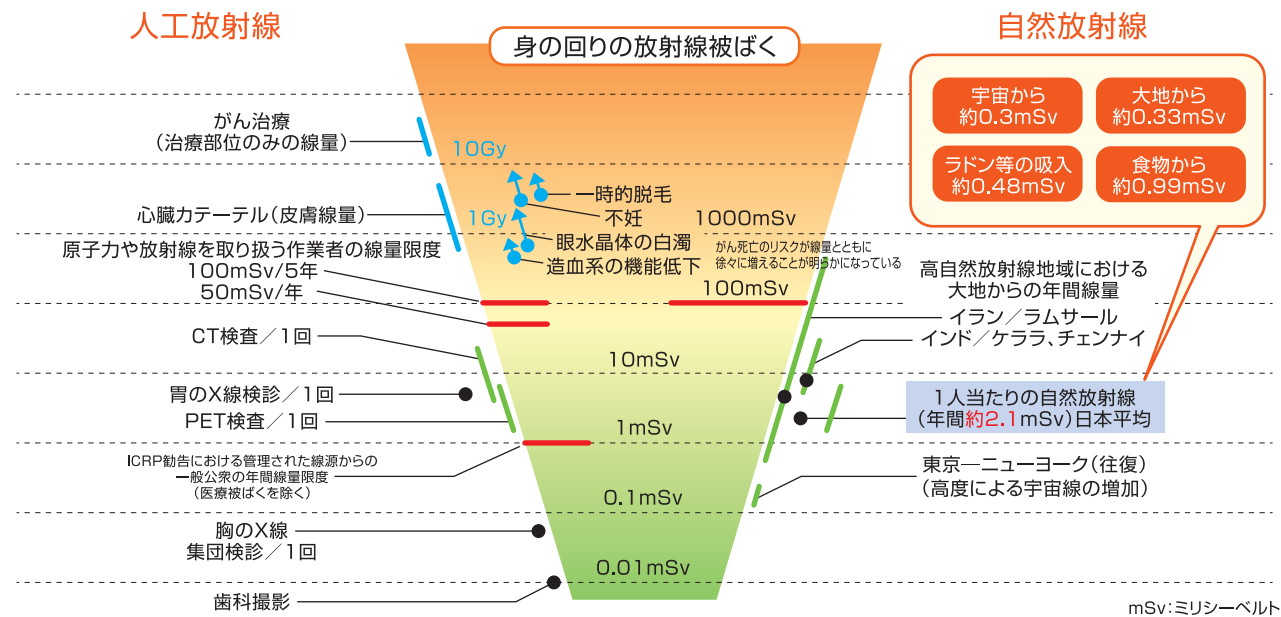 人工放射線
身の回りの放射線被ばく
自然放射線
宇宙から
約0.3mSv
大地から
約0.33mSv
ラドン等の吸入
約0.48mSv
食物から
約0.99mSv
がん治療
(治療部位のみの線量)
心臓カテーテル(皮膚線量)
原子力や放射線を取り扱う作業者の線量限度
100mSv/5年
50mSv/年
CT検査/1回
胃のX線検診/1回
PET検査/1回
ICRP勧告における管理された線源からの
一般公衆の年間線量限度
(医療被ばくを除く)
胸のX線
集団検診/1回
歯科撮影
10Gy
1Gy
一時的脱毛
不妊
眼水晶体の白濁
造血系の機能低下
1000mSv
がん死亡のリスクが線量とともに
徐々に増えることが明らかになっている
100mSv
10mSv
1mSv
0.1mSv
0.01mSv
高自然放射線地域における
大地からの年間線量
イラン/ラムサール
インド/ケララ、チェンナイ
1人当たりの自然放射線
(年間約2.1mSv)日本平均
東京―ニューヨーク(往復)
(高度による宇宙線の増加)
mSv:ミリシーベルト